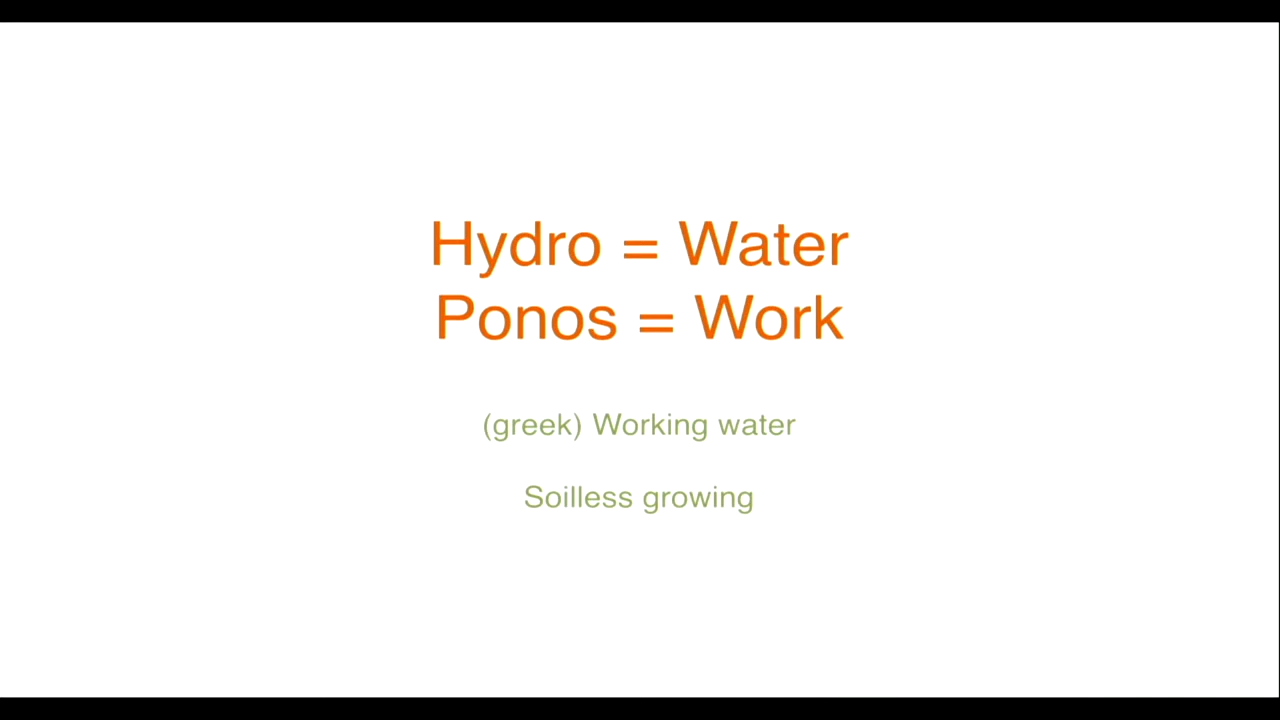 Hydro = Water
Ponos = Work
(greek) Working water
Soilless growing